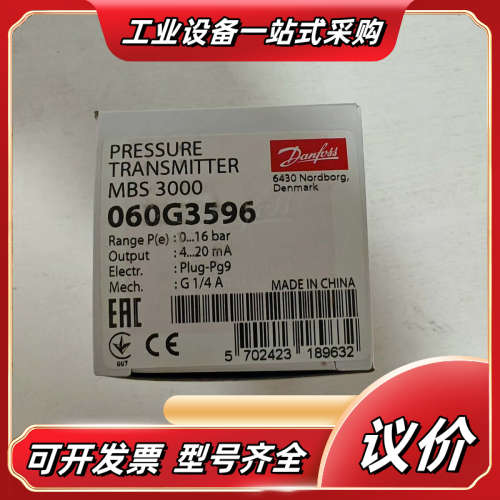 工业设备一站式采购
PRESSURE
TRANSMITTER
MBS 3000
060G3596
Range P(e) : 0...16 bar
Output : 4...20 mA
Electr. : Plug-Pg9
Mech. : G 1/4 A
Danfoss
6430 Nordborg,
Denmark
MADE IN CHINA
EAC
CE
5 702423 189632
可开发票 型号齐全
议价